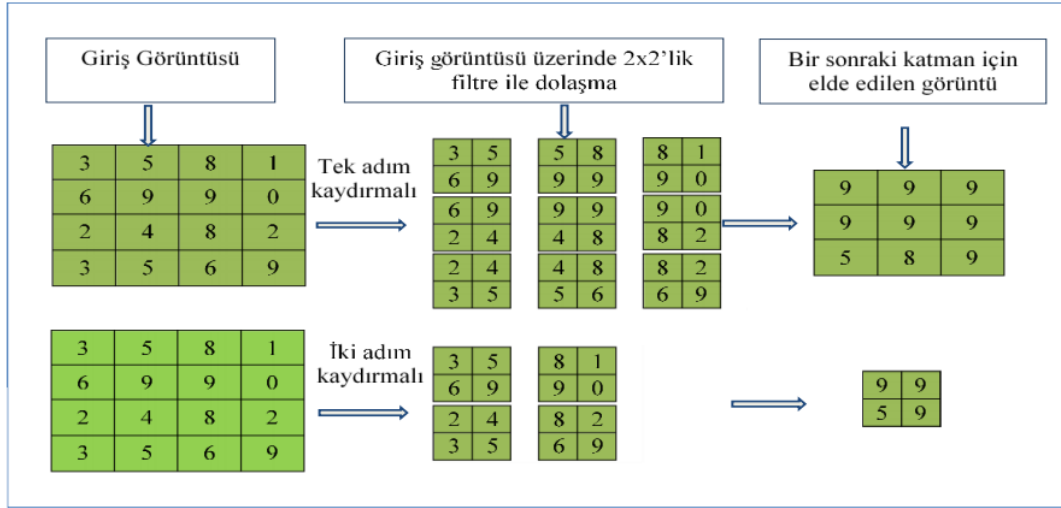 Giriş Görüntüsü
Giriş görüntüsü üzerinde 2x2’lik
filtre ile dolaşma
Bir sonraki katman için
elde edilen görüntü
3 5 8 1
6 9 9 0
2 4 8 2
3 5 6 9
Tek adım
kaydırmalı
3 5 5 8 8 1
6 9 9 9 9 0
6 9 9 9 9 0
2 4 4 8 8 2
2 4 4 8 8 2
3 5 5 6 6 9
9 9 9
9 9 9
5 8 9
3 5 8 1
6 9 9 0
2 4 8 2
3 5 6 9
İki adım
kaydırmalı
3 5 8 1
6 9 9 0
2 4 8 2
3 5 6 9
9 9
5 9